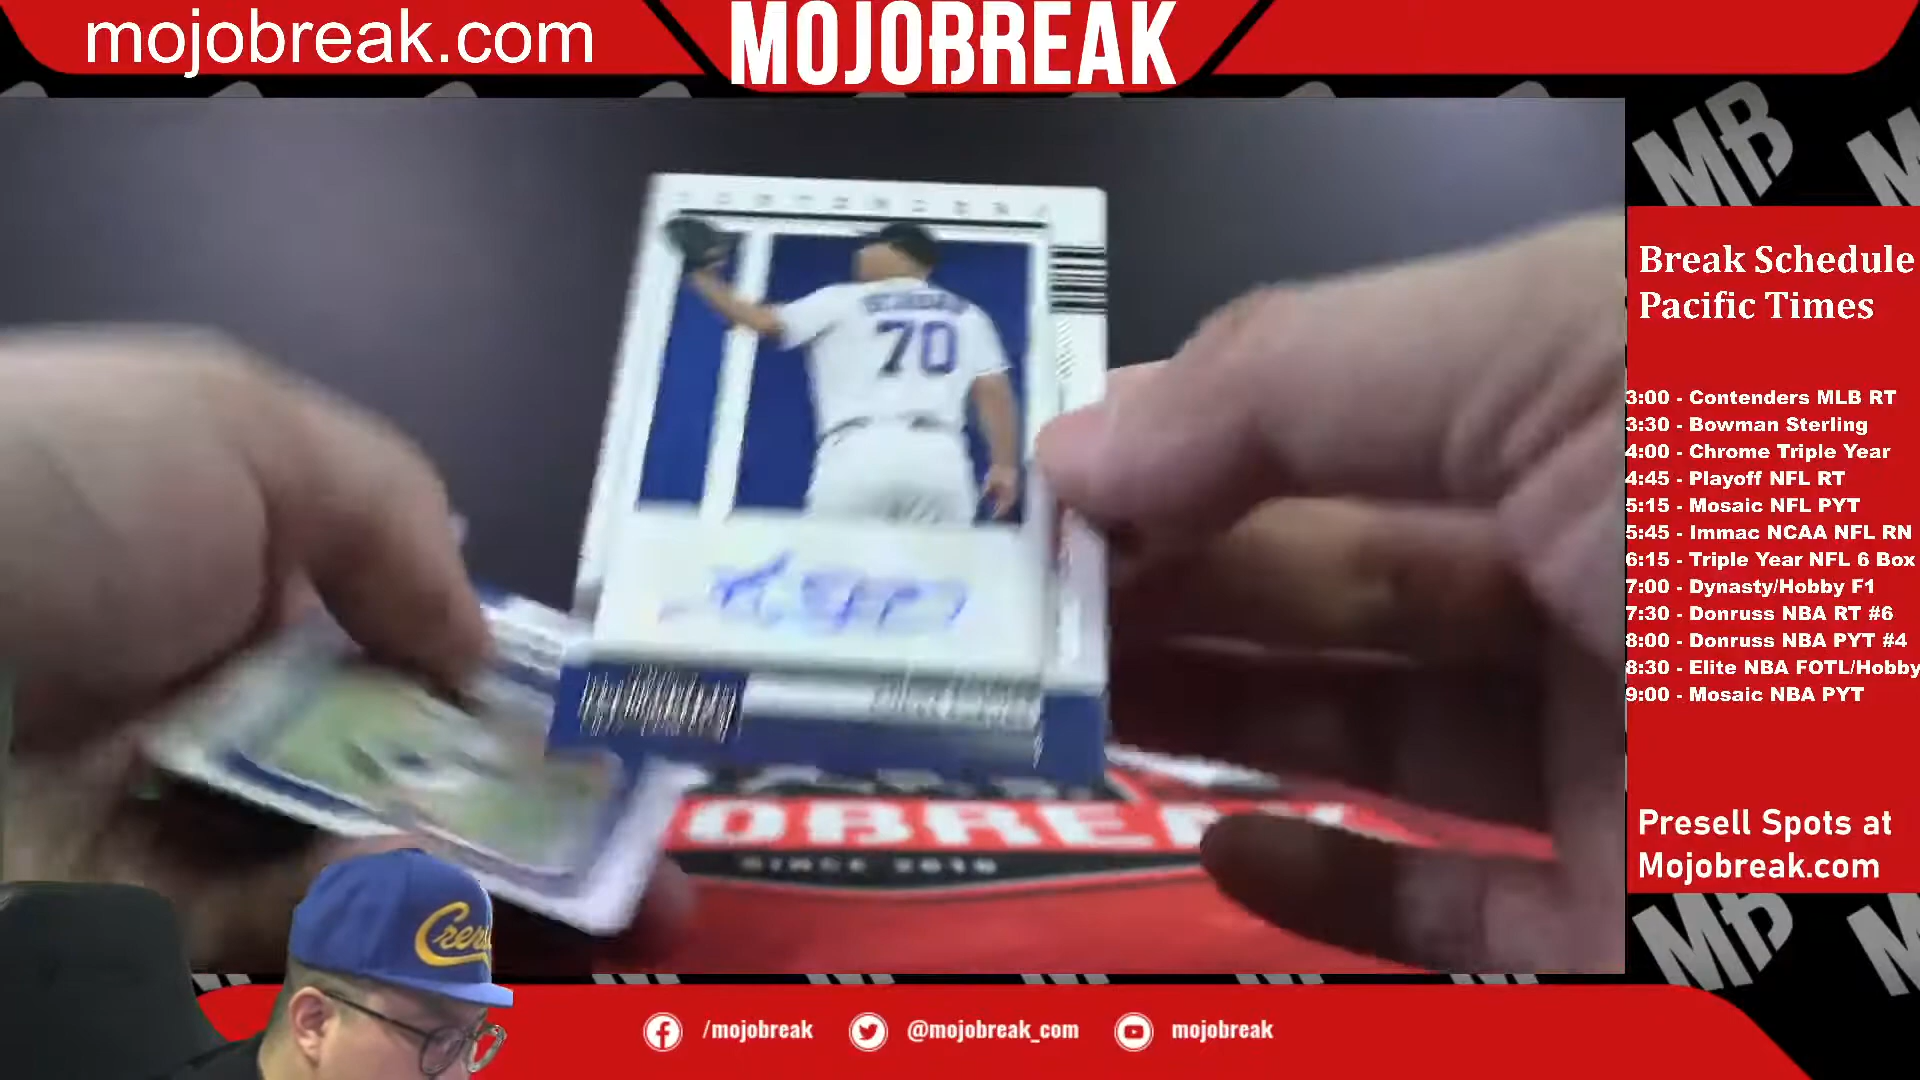 mojobreak.com
MOJOBREAK
CONTENDERS
70
OBREAK
SINCE 2010
Break Schedule
Pacific Times
3:00 - Contenders MLB RT
3:30 - Bowman Sterling
4:00 - Chrome Triple Year
4:45 - Playoff NFL RT
5:15 - Mosaic NFL PYT
5:45 - Immac NCAA NFL RN
6:15 - Triple Year NFL 6 Box
7:00 - Dynasty/Hobby F1
7:30 - Donruss NBA RT #6
8:00 - Donruss NBA PYT #4
8:30 - Elite NBA FOTL/Hobby
9:00 - Mosaic NBA PYT
Presell Spots at
Mojobreak.com
MB
MB
/mojobreak
@mojobreak_com
mojobreak